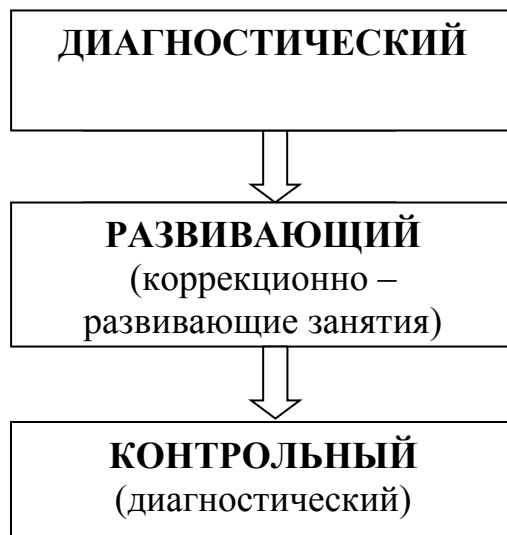 ДИАГНОСТИЧЕСКИЙ
РАЗВИВАЮЩИЙ
(коррекционно –
развивающие занятия)
КОНТРОЛЬНЫЙ
(диагностический)